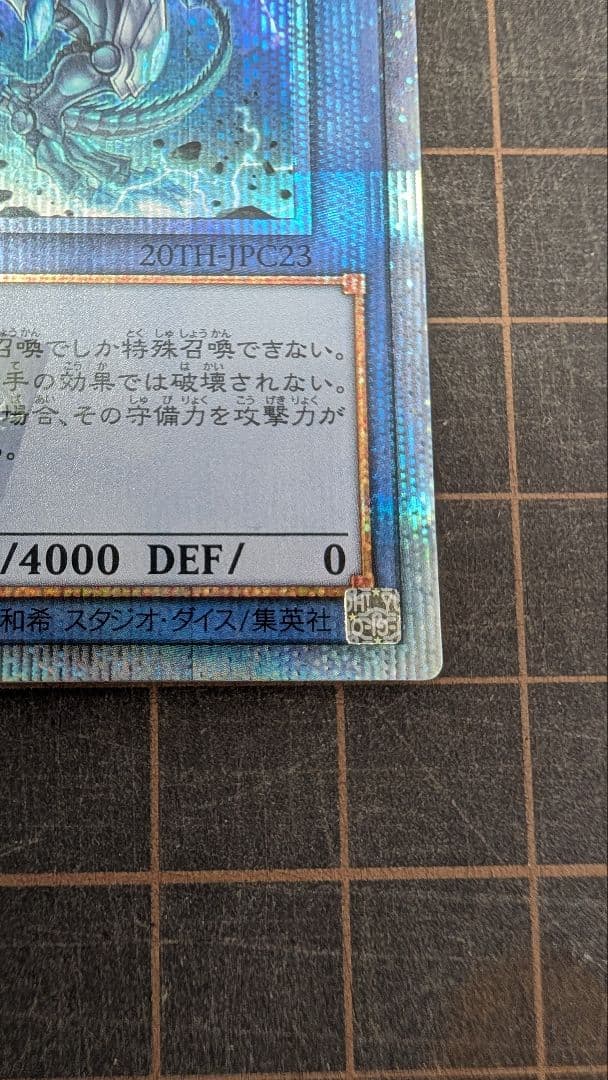 20TH-JPC23
召喚でしか特殊召喚できない。
手の効果では破壊されない。
場合、その守備力を攻撃力が
。
/4000 DEF/ 0
和希 スタジオ・ダイス/集英社